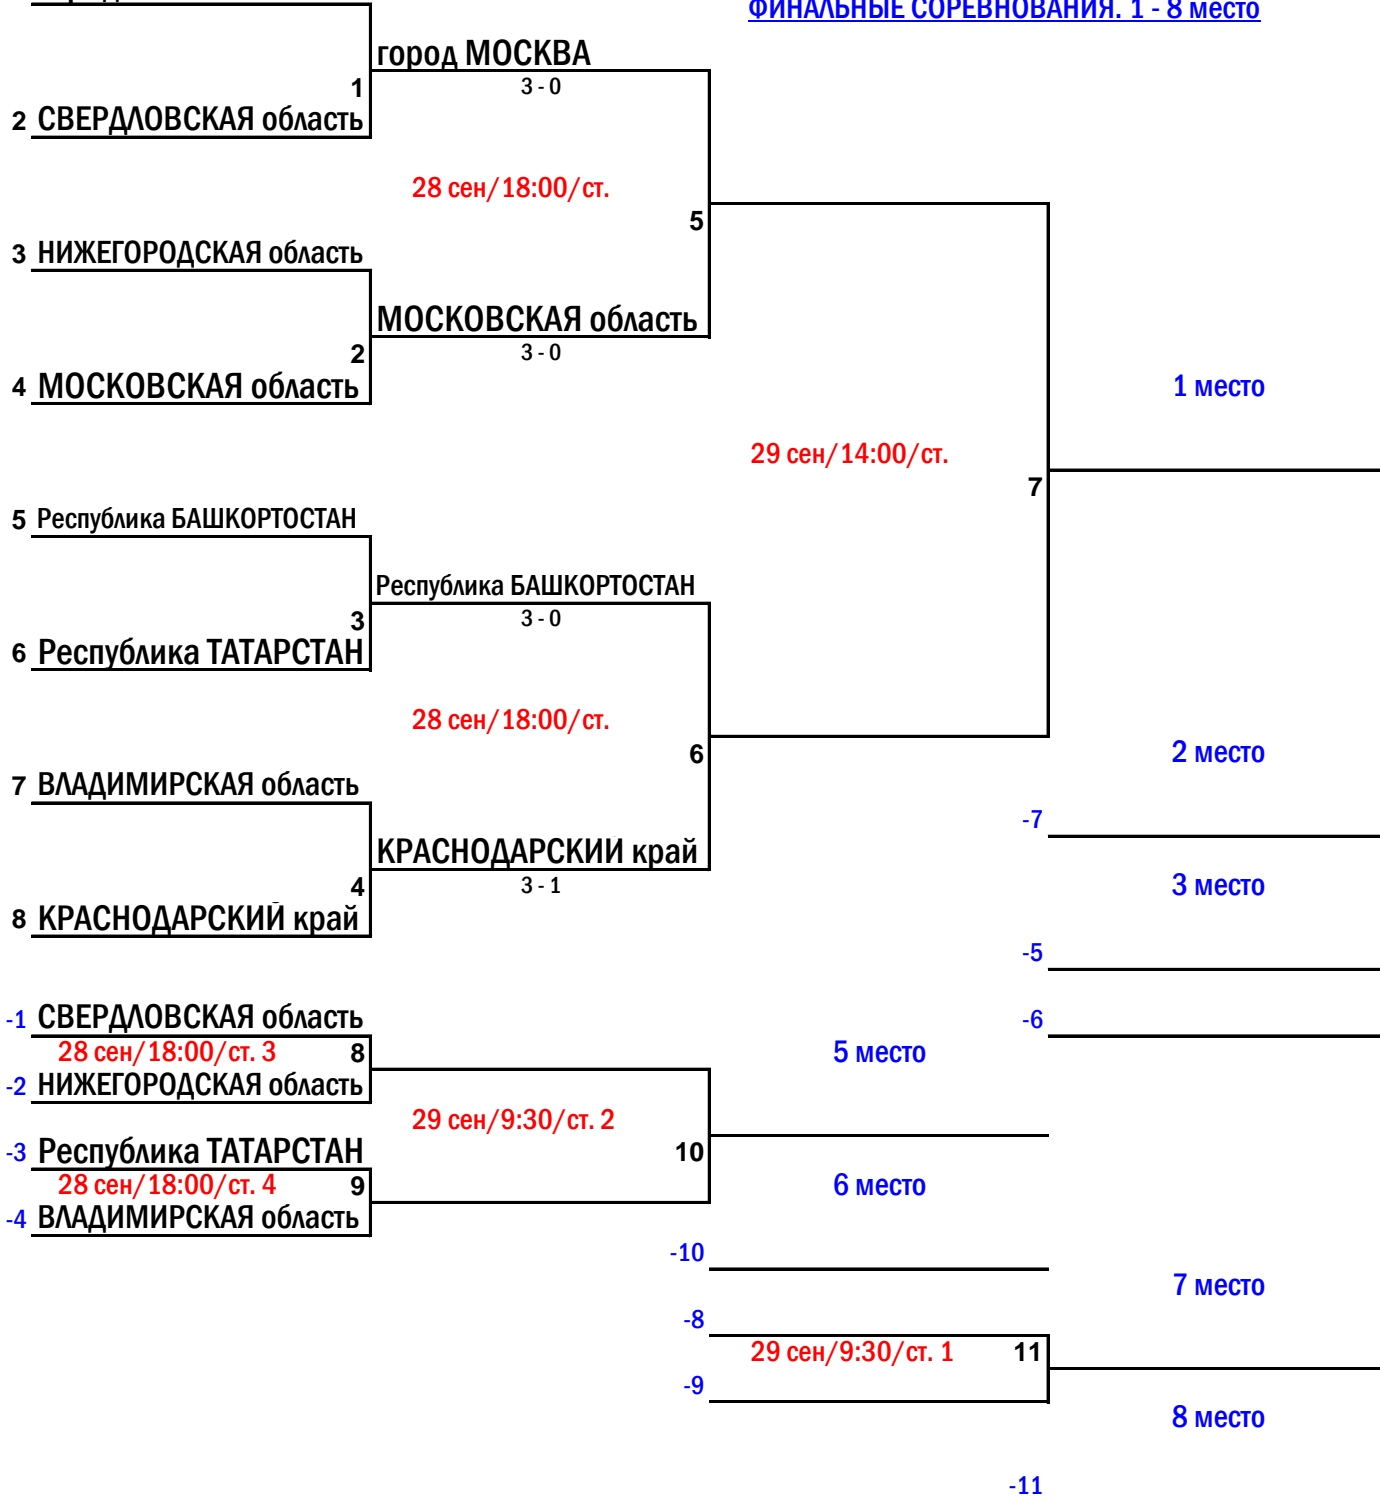 ФИНАЛЬНЫЕ СОРЕВНОВАНИЯ. 1 - 8 место
город МОСКВА
1
3 - 0
2 СВЕРДЛОВСКАЯ область
28 сен/18:00/ст.
5
3 НИЖЕГОРОДСКАЯ область
МОСКОВСКАЯ область
2
3 - 0
4 МОСКОВСКАЯ область
1 место
29 сен/14:00/ст.
7
5 Республика БАШКОРТОСТАН
Республика БАШКОРТОСТАН
3
3 - 0
6 Республика ТАТАРСТАН
28 сен/18:00/ст.
6
2 место
7 ВЛАДИМИРСКАЯ область
-7
КРАСНОДАРСКИЙ край
4
3 - 1
3 место
8 КРАСНОДАРСКИЙ край
-5
-1 СВЕРДЛОВСКАЯ область
-6
28 сен/18:00/ст. 3
8
5 место
-2 НИЖЕГОРОДСКАЯ область
29 сен/9:30/ст. 2
10
-3 Республика ТАТАРСТАН
28 сен/18:00/ст. 4
9
6 место
-4 ВЛАДИМИРСКАЯ область
-10
7 место
-8
29 сен/9:30/ст. 1
11
-9
8 место
-11